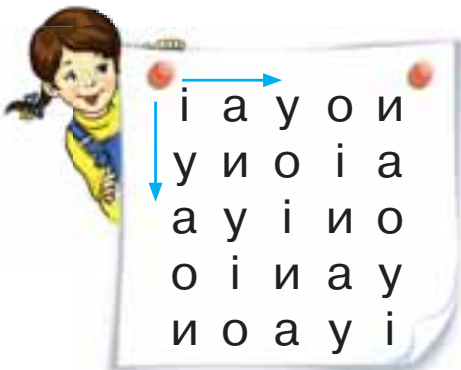 і а у о и
у и о і а
а у і и о
о і и а у
и о а у і